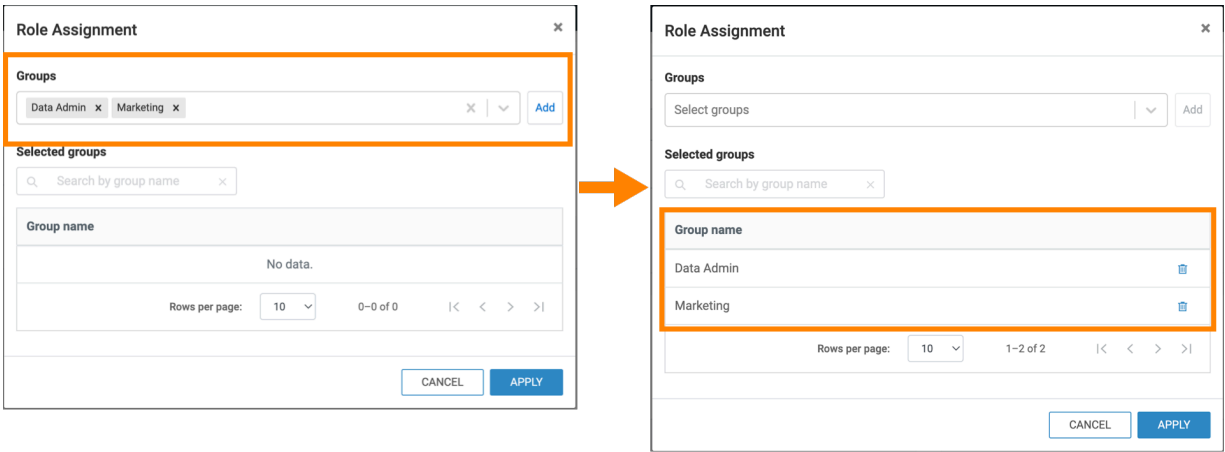 Role Assignment ×
Groups
Data Admin × Marketing × × Add
Selected groups
Search by group name ×
Group name
No data.
Rows per page: 10 0–0 of 0 |< < > >|
CANCEL APPLY
Role Assignment ×
Groups
Select groups Add
Selected groups
Search by group name ×
Group name
Data Admin
Marketing
Rows per page: 10 1–2 of 2 |< < > >|
CANCEL APPLY